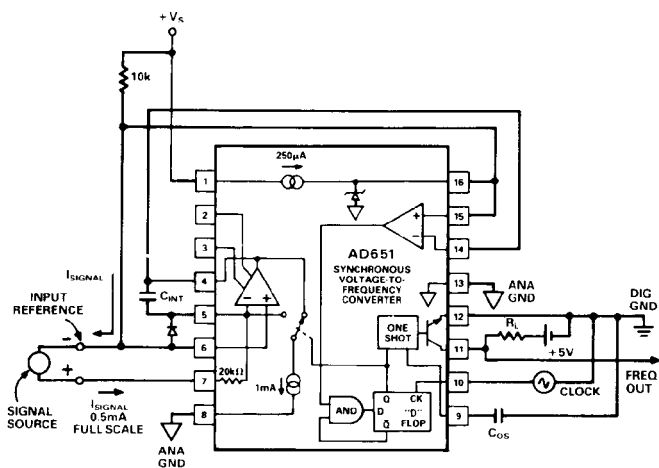 +VS
10k
250µA
1
2
3
4
5
6
7
8
16
15
14
13
12
11
10
9
+
−
AD651
SYNCHRONOUS
VOLTAGE-TO-
FREQUENCY
CONVERTER
ISIGNAL
INPUT
REFERENCE
CINT
−
+
−
+
20kΩ
1mA
ISIGNAL
0.5mA
FULL SCALE
SIGNAL
SOURCE
ANA
GND
ONE
SHOT
AND
Q
CK
D
"D"
FLOP
Q̄
ANA
GND
DIG
GND
RL
+5V
FREQ
OUT
CLOCK
COS